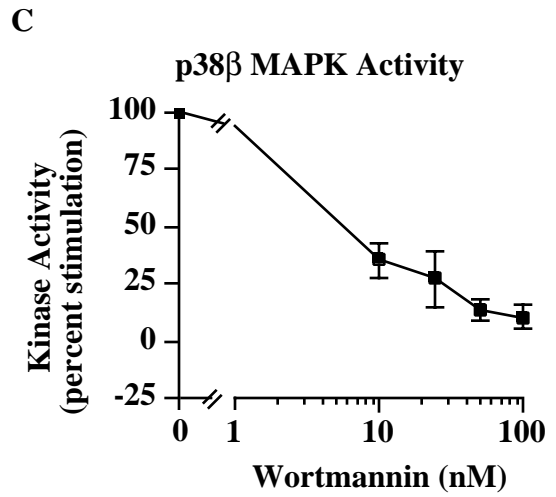 C
p38β MAPK Activity
Kinase Activity
(percent stimulation)
100
75
50
25
0
-25
0 1 10 100
Wortmannin (nM)